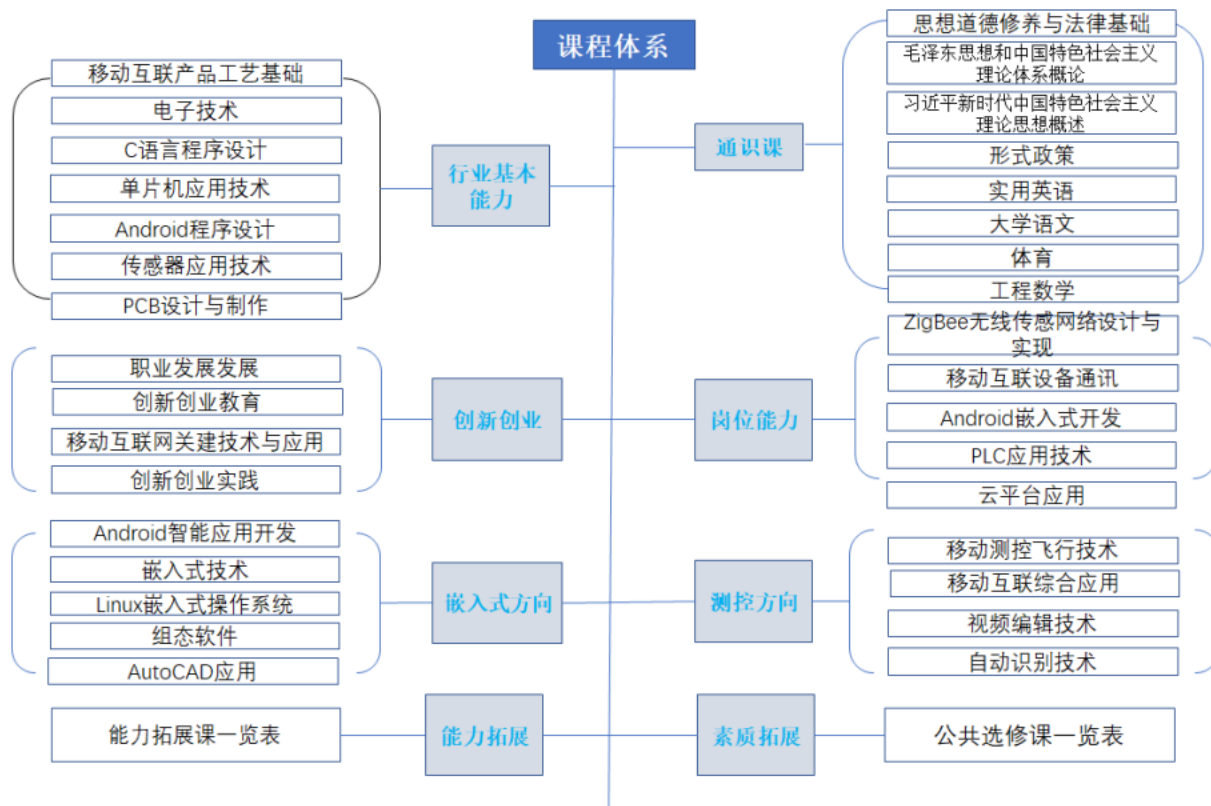 课程体系
移动互联产品工艺基础
电子技术
C语言程序设计
单片机应用技术
Android程序设计
传感器应用技术
PCB设计与制作
行业基本
能力
通识课
思想道德修养与法律基础
毛泽东思想和中国特色社会主义
理论体系概论
习近平新时代中国特色社会主义
理论思想概述
形式政策
实用英语
大学语文
体育
工程数学
职业发展发展
创新创业教育
移动互联网关建技术与应用
创新创业实践
创新创业
岗位能力
ZigBee无线传感网络设计与
实现
移动互联设备通讯
Android嵌入式开发
PLC应用技术
云平台应用
Android智能应用开发
嵌入式技术
Linux嵌入式操作系统
组态软件
AutoCAD应用
嵌入式方向
测控方向
移动测控飞行技术
移动互联综合应用
视频编辑技术
自动识别技术
能力拓展课一览表
能力拓展
素质拓展
公共选修课一览表